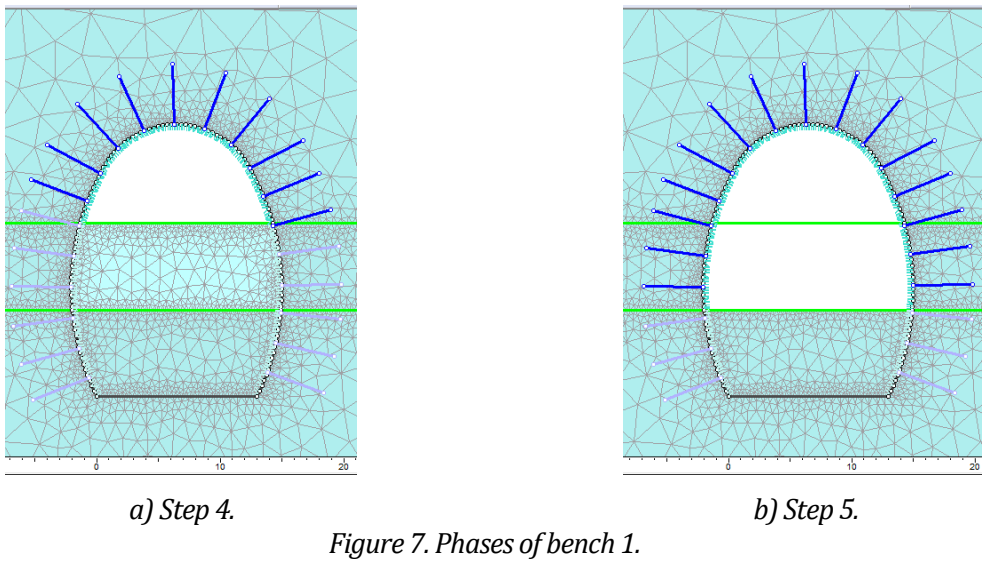 0 10 20
0 10 20
a) Step 4.
b) Step 5.
Figure 7. Phases of bench 1.